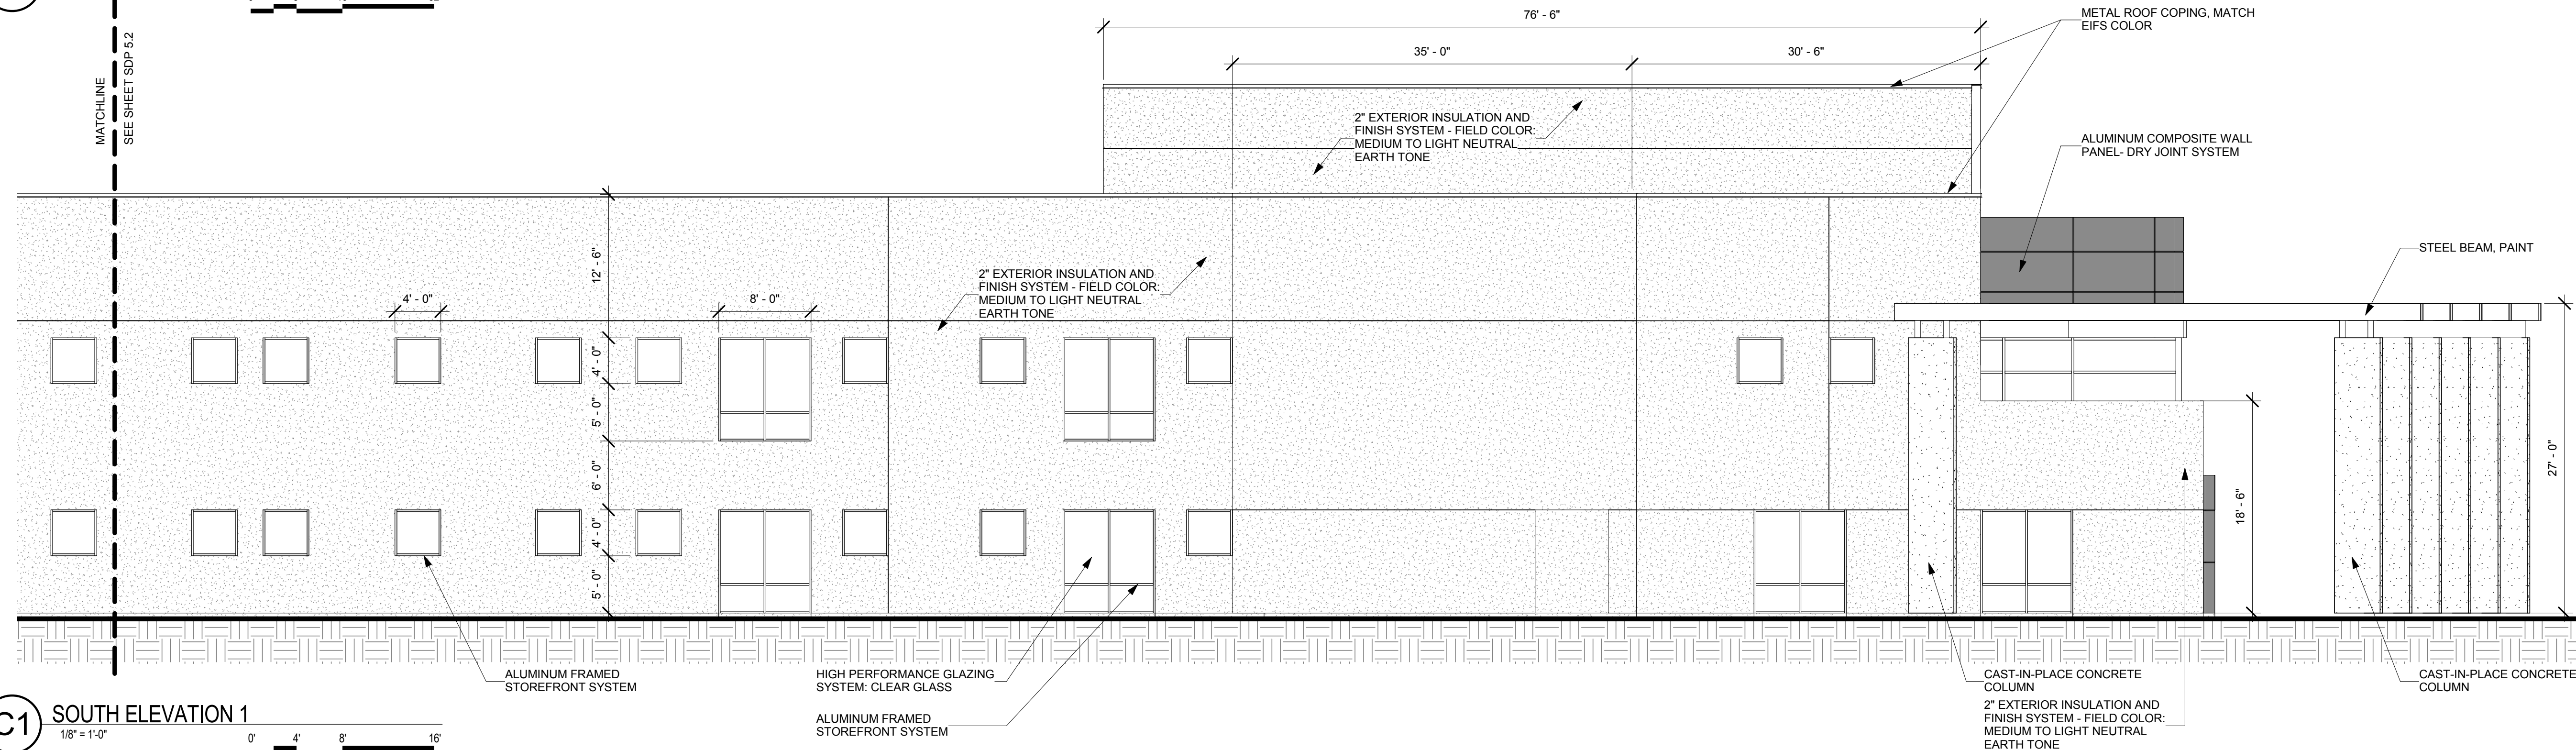 76' - 6"
METAL ROOF COPING, MATCH
EIFS COLOR
35' - 0"
30' - 6"
MATCHLINE
SEE SHEET SDP 5.2
2" EXTERIOR INSULATION AND
FINISH SYSTEM - FIELD COLOR:
MEDIUM TO LIGHT NEUTRAL
EARTH TONE
ALUMINUM COMPOSITE WALL
PANEL- DRY JOINT SYSTEM
STEEL BEAM, PAINT
12' - 6"
2" EXTERIOR INSULATION AND
FINISH SYSTEM - FIELD COLOR:
MEDIUM TO LIGHT NEUTRAL
EARTH TONE
4' - 0"
8' - 0"
4' - 0"
5' - 0"
6' - 0"
4' - 0"
5' - 0"
18' - 6"
27' - 0"
ALUMINUM FRAMED
STOREFRONT SYSTEM
HIGH PERFORMANCE GLAZING
SYSTEM: CLEAR GLASS
ALUMINUM FRAMED
STOREFRONT SYSTEM
CAST-IN-PLACE CONCRETE
COLUMN
2" EXTERIOR INSULATION AND
FINISH SYSTEM - FIELD COLOR:
MEDIUM TO LIGHT NEUTRAL
EARTH TONE
CAST-IN-PLACE CONCRETE
COLUMN
C1
SOUTH ELEVATION 1
1/8" = 1'-0"
0' 4' 8' 16'